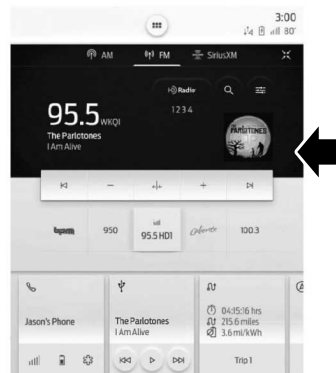 3:00
80°
AM FM SiriusXM
Radio
95.5 WKQI
1 2 3 4
The Parlotones
I Am Alive
PARLOTONES
950 95.5 HD1 100.3
Jason's Phone
The Parlotones
I Am Alive
04:15:16 hrs
215.6 miles
3.6 mi/kWh
Trip 1